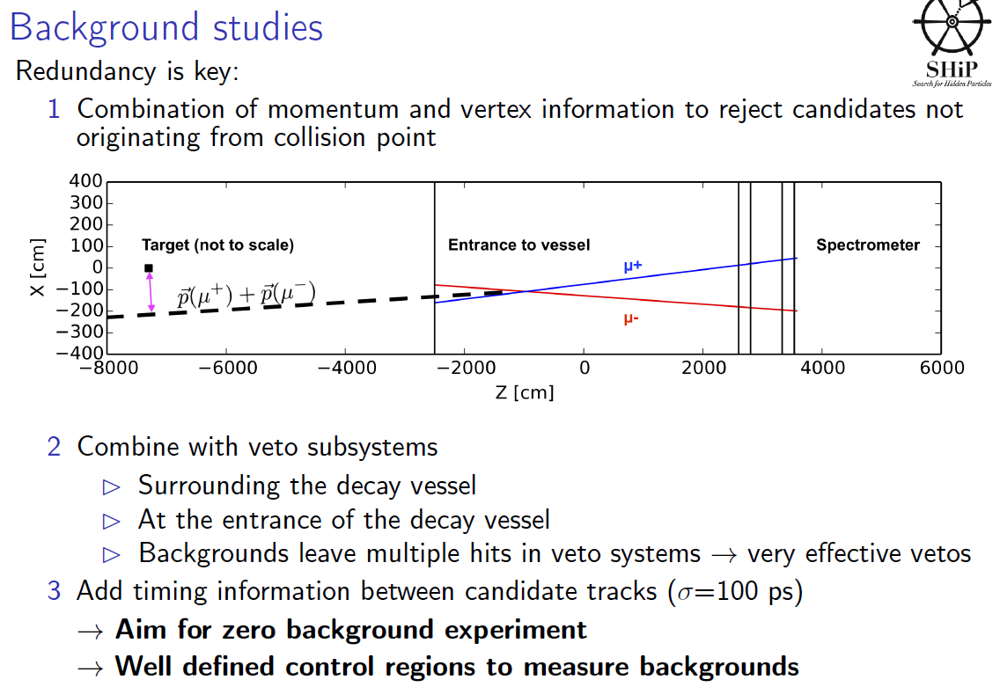 Background studies
SHiP
Search for Hidden Particles
Redundancy is key:
1 Combination of momentum and vertex information to reject candidates not
originating from collision point
400
300
200
100
0
−100
−200
−300
−400
X [cm]
Target (not to scale)
Entrance to vessel
Spectrometer
μ+
p⃗(μ⁺) + p⃗(μ⁻)
μ-
−8000 −6000 −4000 −2000 0 2000 4000 6000
Z [cm]
2 Combine with veto subsystems
▷ Surrounding the decay vessel
▷ At the entrance of the decay vessel
▷ Backgrounds leave multiple hits in veto systems → very effective vetos
3 Add timing information between candidate tracks (σ=100 ps)
→ Aim for zero background experiment
→ Well defined control regions to measure backgrounds